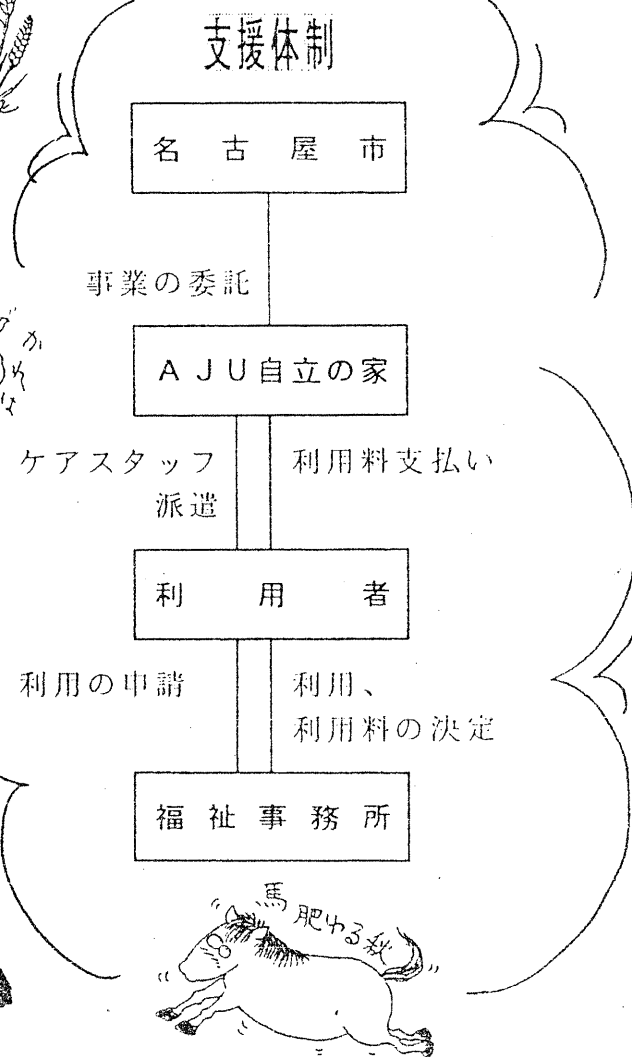 支援体制
名古屋市
事業の委託
AJU自立の家
ケアスタッフ
派遣
利用料支払い
利用者
利用の申請
利用、
利用料の決定
福祉事務所
馬肥ゆる秋